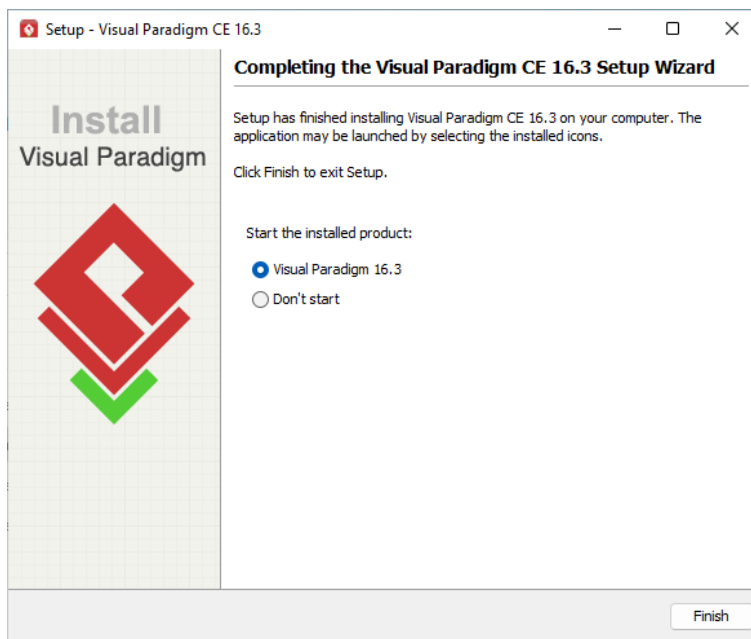 Setup - Visual Paradigm CE 16.3
Completing the Visual Paradigm CE 16.3 Setup Wizard
Install
Visual Paradigm
Setup has finished installing Visual Paradigm CE 16.3 on your computer. The
application may be launched by selecting the installed icons.
Click Finish to exit Setup.
Start the installed product:
Visual Paradigm 16.3
Don't start
Finish